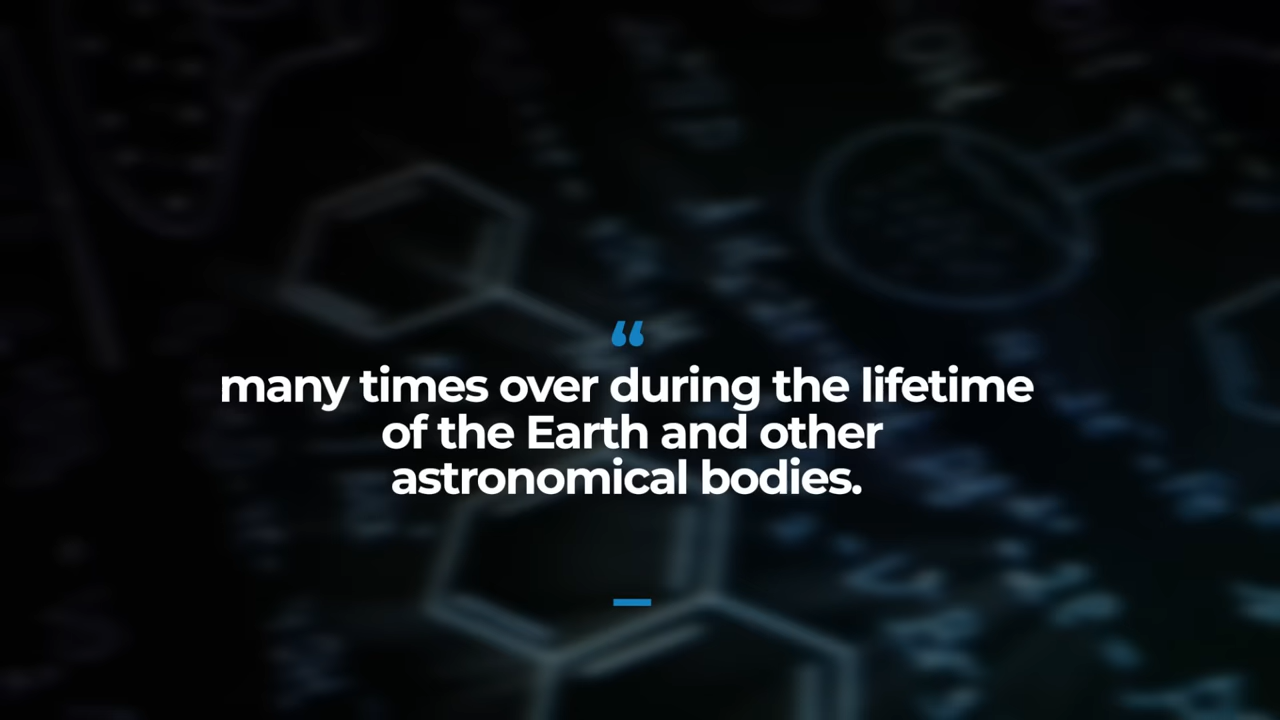 “
many times over during the lifetime
of the Earth and other
astronomical bodies.